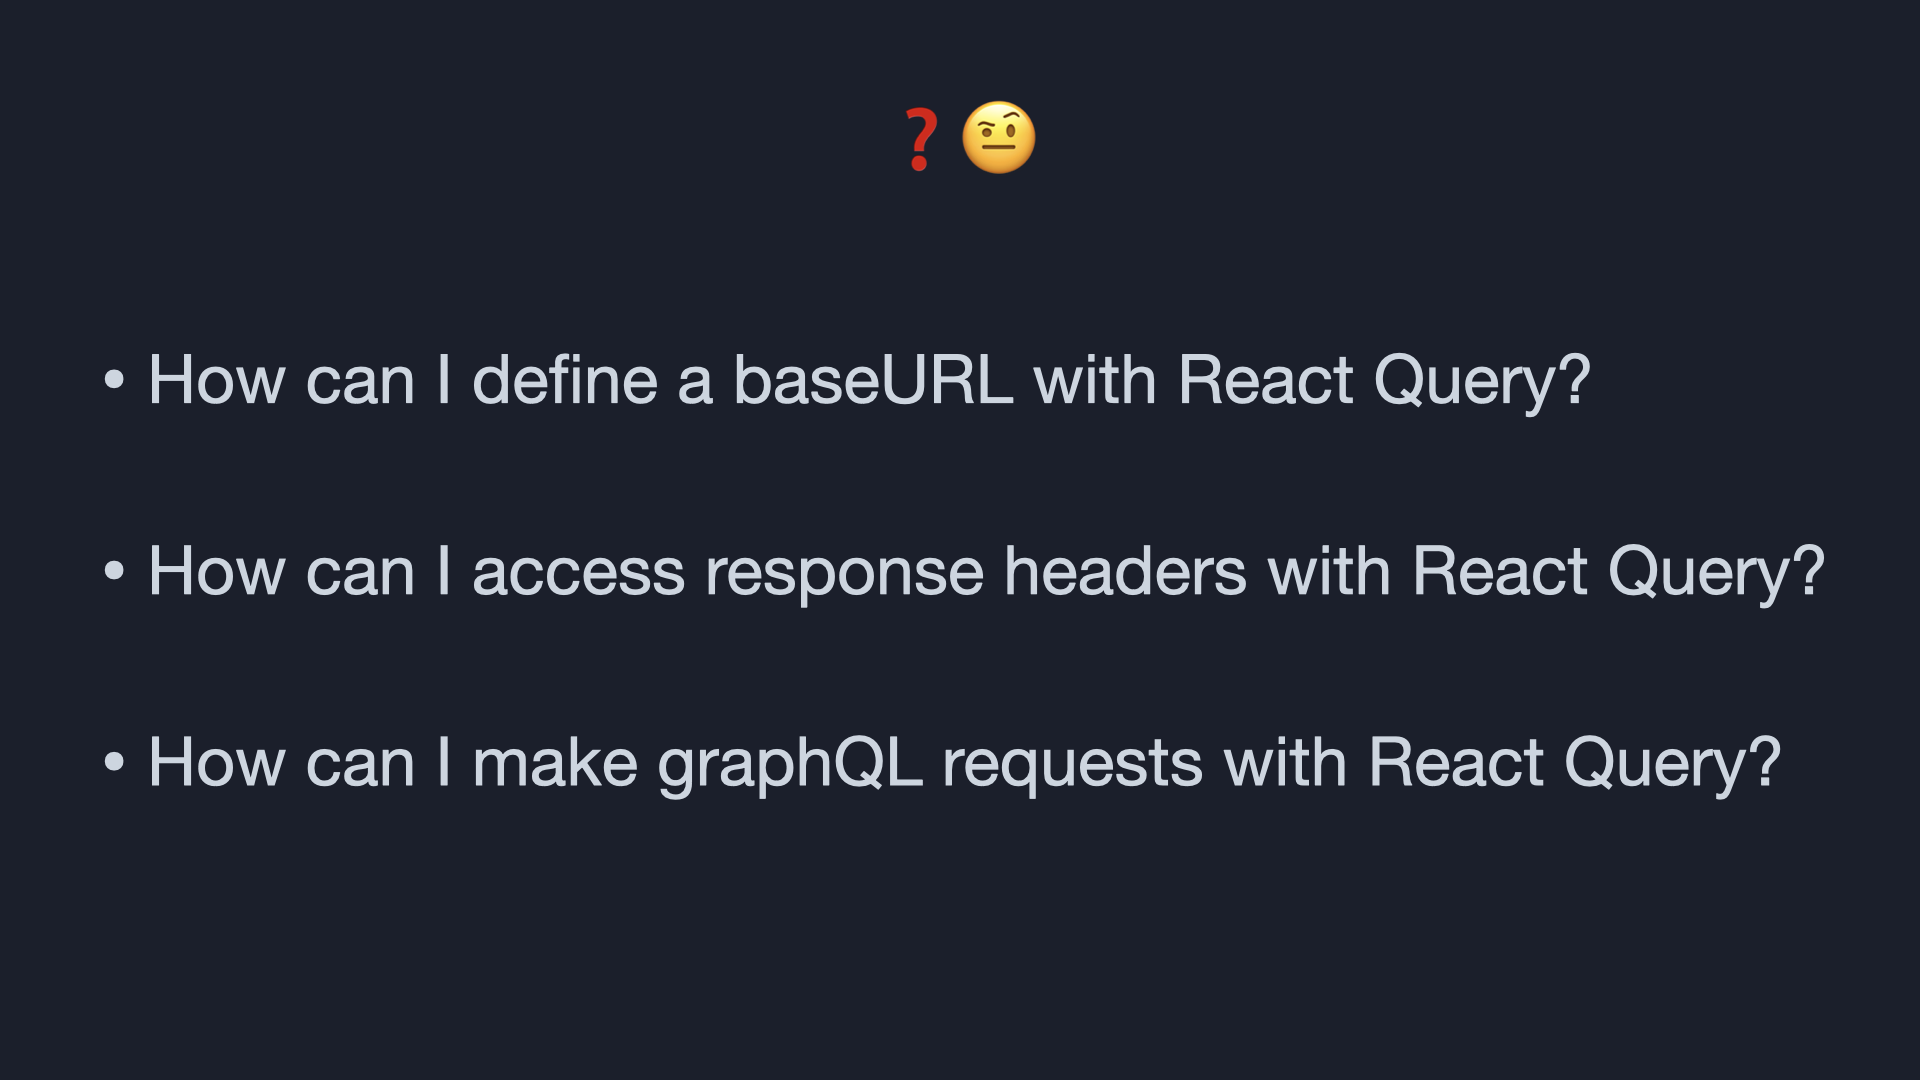 ❓🤨
• How can I define a baseURL with React Query?
• How can I access response headers with React Query?
• How can I make graphQL requests with React Query?